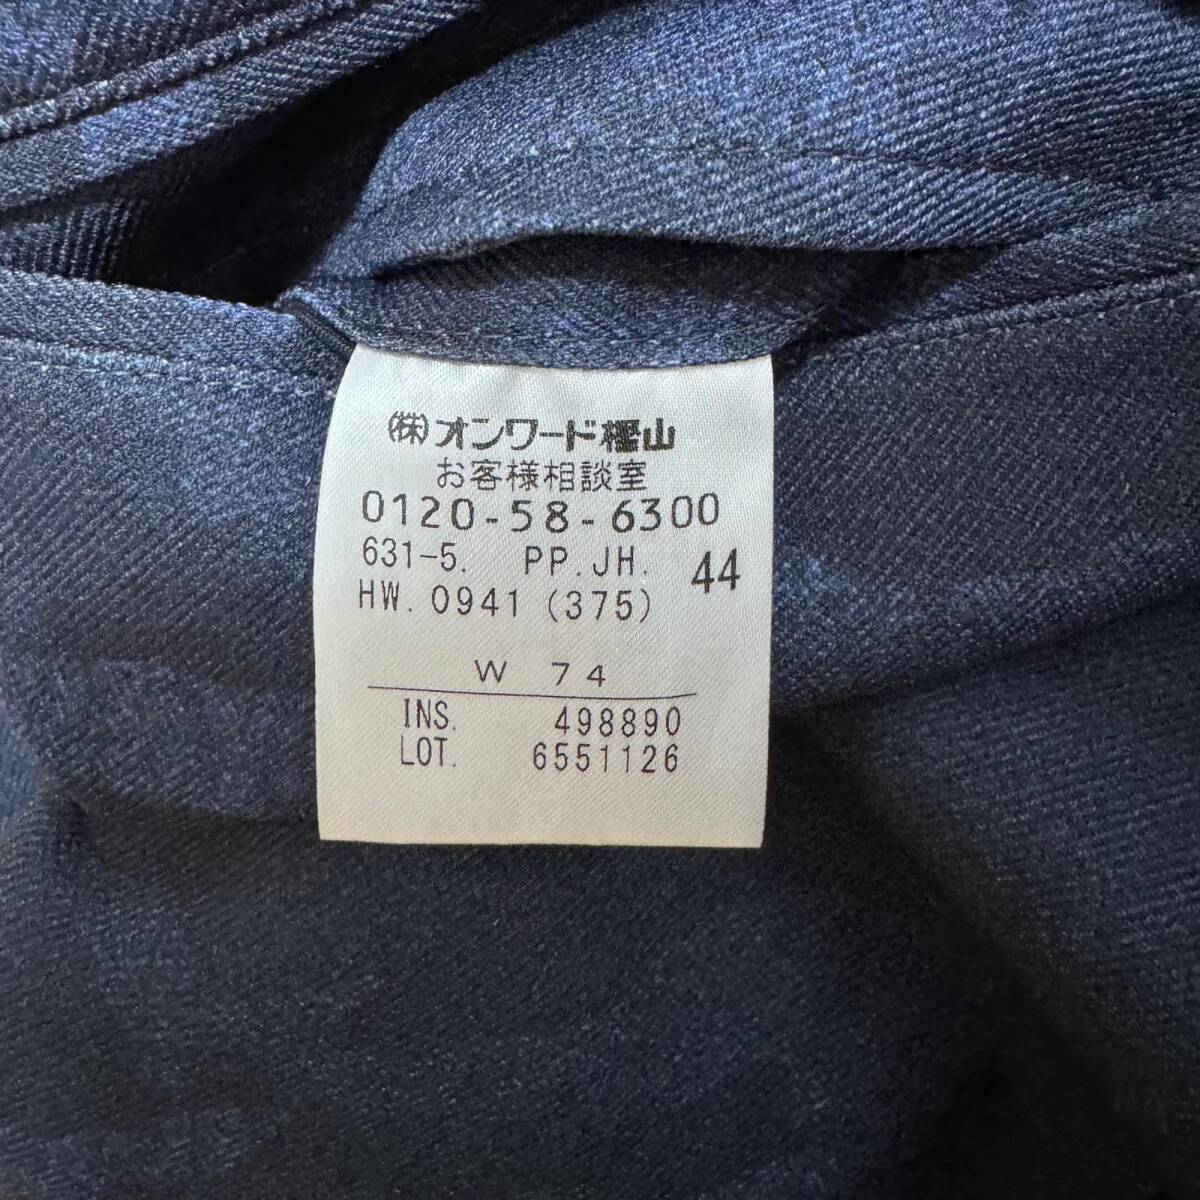 ㈱オンワード樫山
お客様相談室
0120-58-6300
631-5. PP.JH. 44
HW. 0941 (375)
W 74
INS. 498890
LOT. 6551126